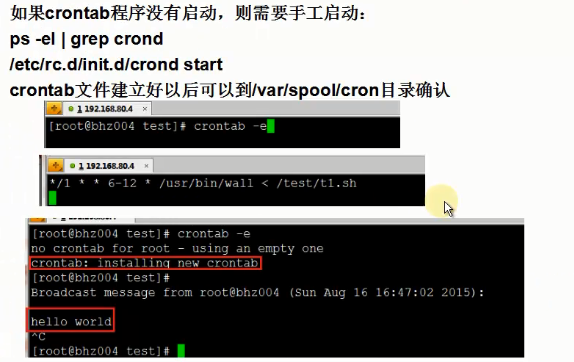 如果crontab程序没有启动，则需要手工启动：
ps -el | grep crond
/etc/rc.d/init.d/crond start
crontab文件建立好以后可以到/var/spool/cron目录确认
1 192.168.80.4 ×
[root@bhz004 test]# crontab -e
1 192.168.80.4 ×
*/1 * * 6-12 * /usr/bin/wall < /test/t1.sh
[root@bhz004 test]# crontab -e
no crontab for root - using an empty one
crontab: installing new crontab
[root@bhz004 test]#
Broadcast message from root@bhz004 (Sun Aug 16 16:47:02 2015):
hello world
^C
[root@bhz004 test]#